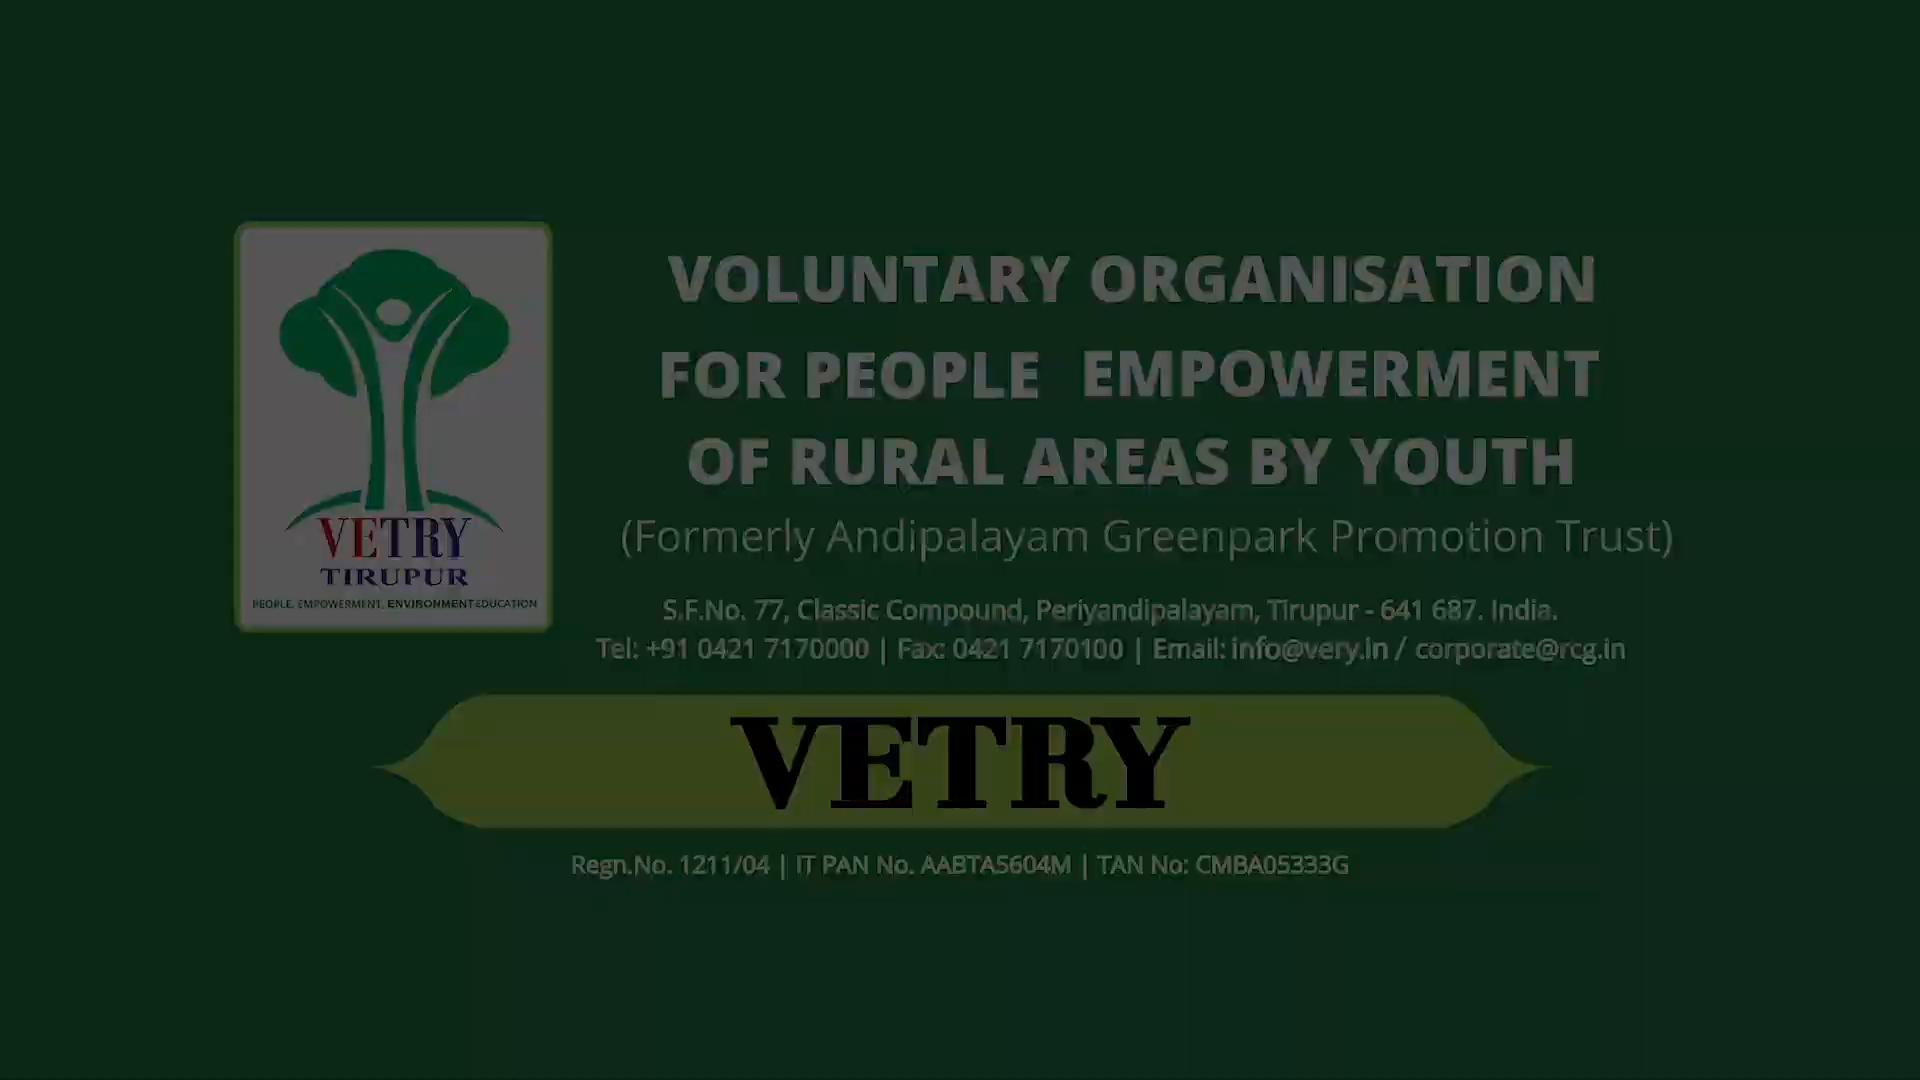 VETRY
TIRUPUR
PEOPLE, EMPOWERMENT, ENVIRONMENT EDUCATION
VOLUNTARY ORGANISATION
FOR PEOPLE EMPOWERMENT
OF RURAL AREAS BY YOUTH
(Formerly Andipalayam Greenpark Promotion Trust)
S.F.No. 77, Classic Compound, Periyandipalayam, Tirupur - 641 687. India.
Tel: +91 0421 7170000 | Fax: 0421 7170100 | Email: info@very.in / corporate@rcg.in
VETRY
Regn.No. 1211/04 | IT PAN No. AABTA5604M | TAN No: CMBA05333G